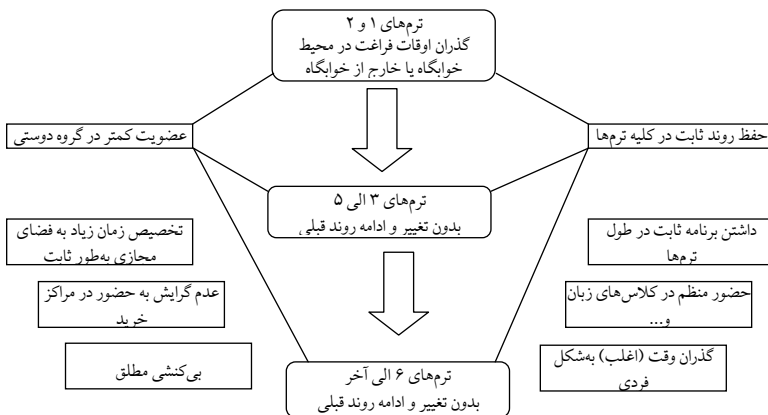 ترم‌های ۱ و ۲
گذران اوقات فراغت در محیط
خوابگاه یا خارج از خوابگاه
حفظ روند ثابت در کلیه ترم‌ها
عضویت کمتر در گروه دوستی
ترم‌های ۳ الی ۵
بدون تغییر و ادامه روند قبلی
داشتن برنامه ثابت در طول
ترم‌ها
تخصیص زمان زیاد به فضای
مجازی به‌طور ثابت
حضور منظم در کلاس‌های زبان
و...
عدم گرایش به حضور در مراکز
خرید
گذران وقت (اغلب) به‌شکل
فردی
بی‌کنشی مطلق
ترم‌های ۶ الی آخر
بدون تغییر و ادامه روند قبلی